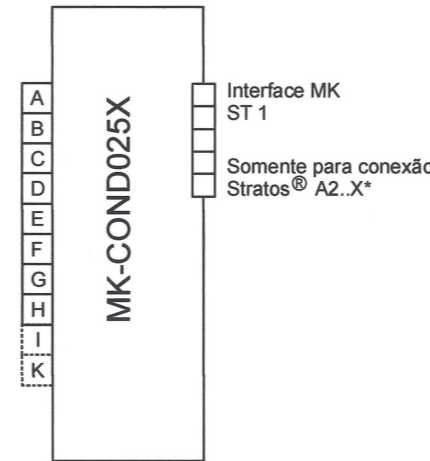 A
B
C
D
E
F
G
H
I
K
MK-COND025X
Interface MK
ST 1
Somente para conexão
Stratos® A2..X*